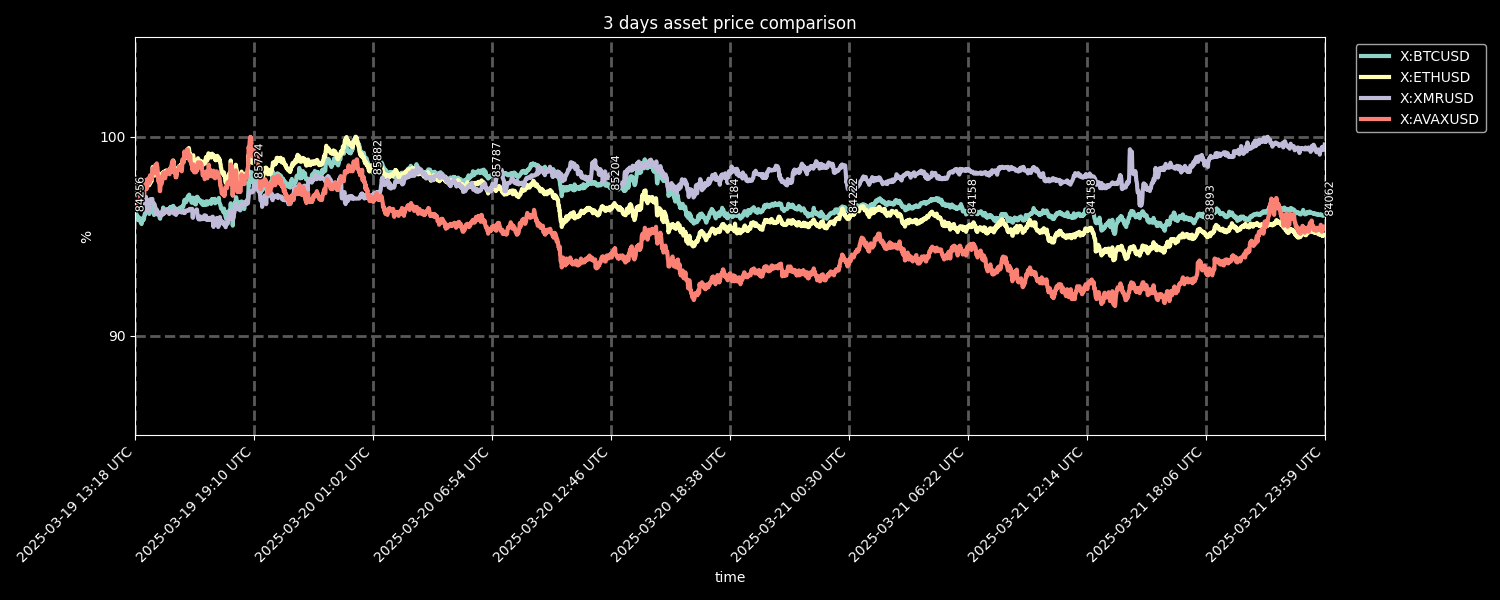 3 days asset price comparison
X:BTCUSD
X:ETHUSD
X:XMRUSD
X:AVAXUSD
100
90
%
84256
85724
85882
85787
85204
84184
84222
84158
84158
83893
84062
2025-03-19 13:18 UTC
2025-03-19 19:10 UTC
2025-03-20 01:02 UTC
2025-03-20 06:54 UTC
2025-03-20 12:46 UTC
2025-03-20 18:38 UTC
2025-03-21 00:30 UTC
2025-03-21 06:22 UTC
2025-03-21 12:14 UTC
2025-03-21 18:06 UTC
2025-03-21 23:59 UTC
time